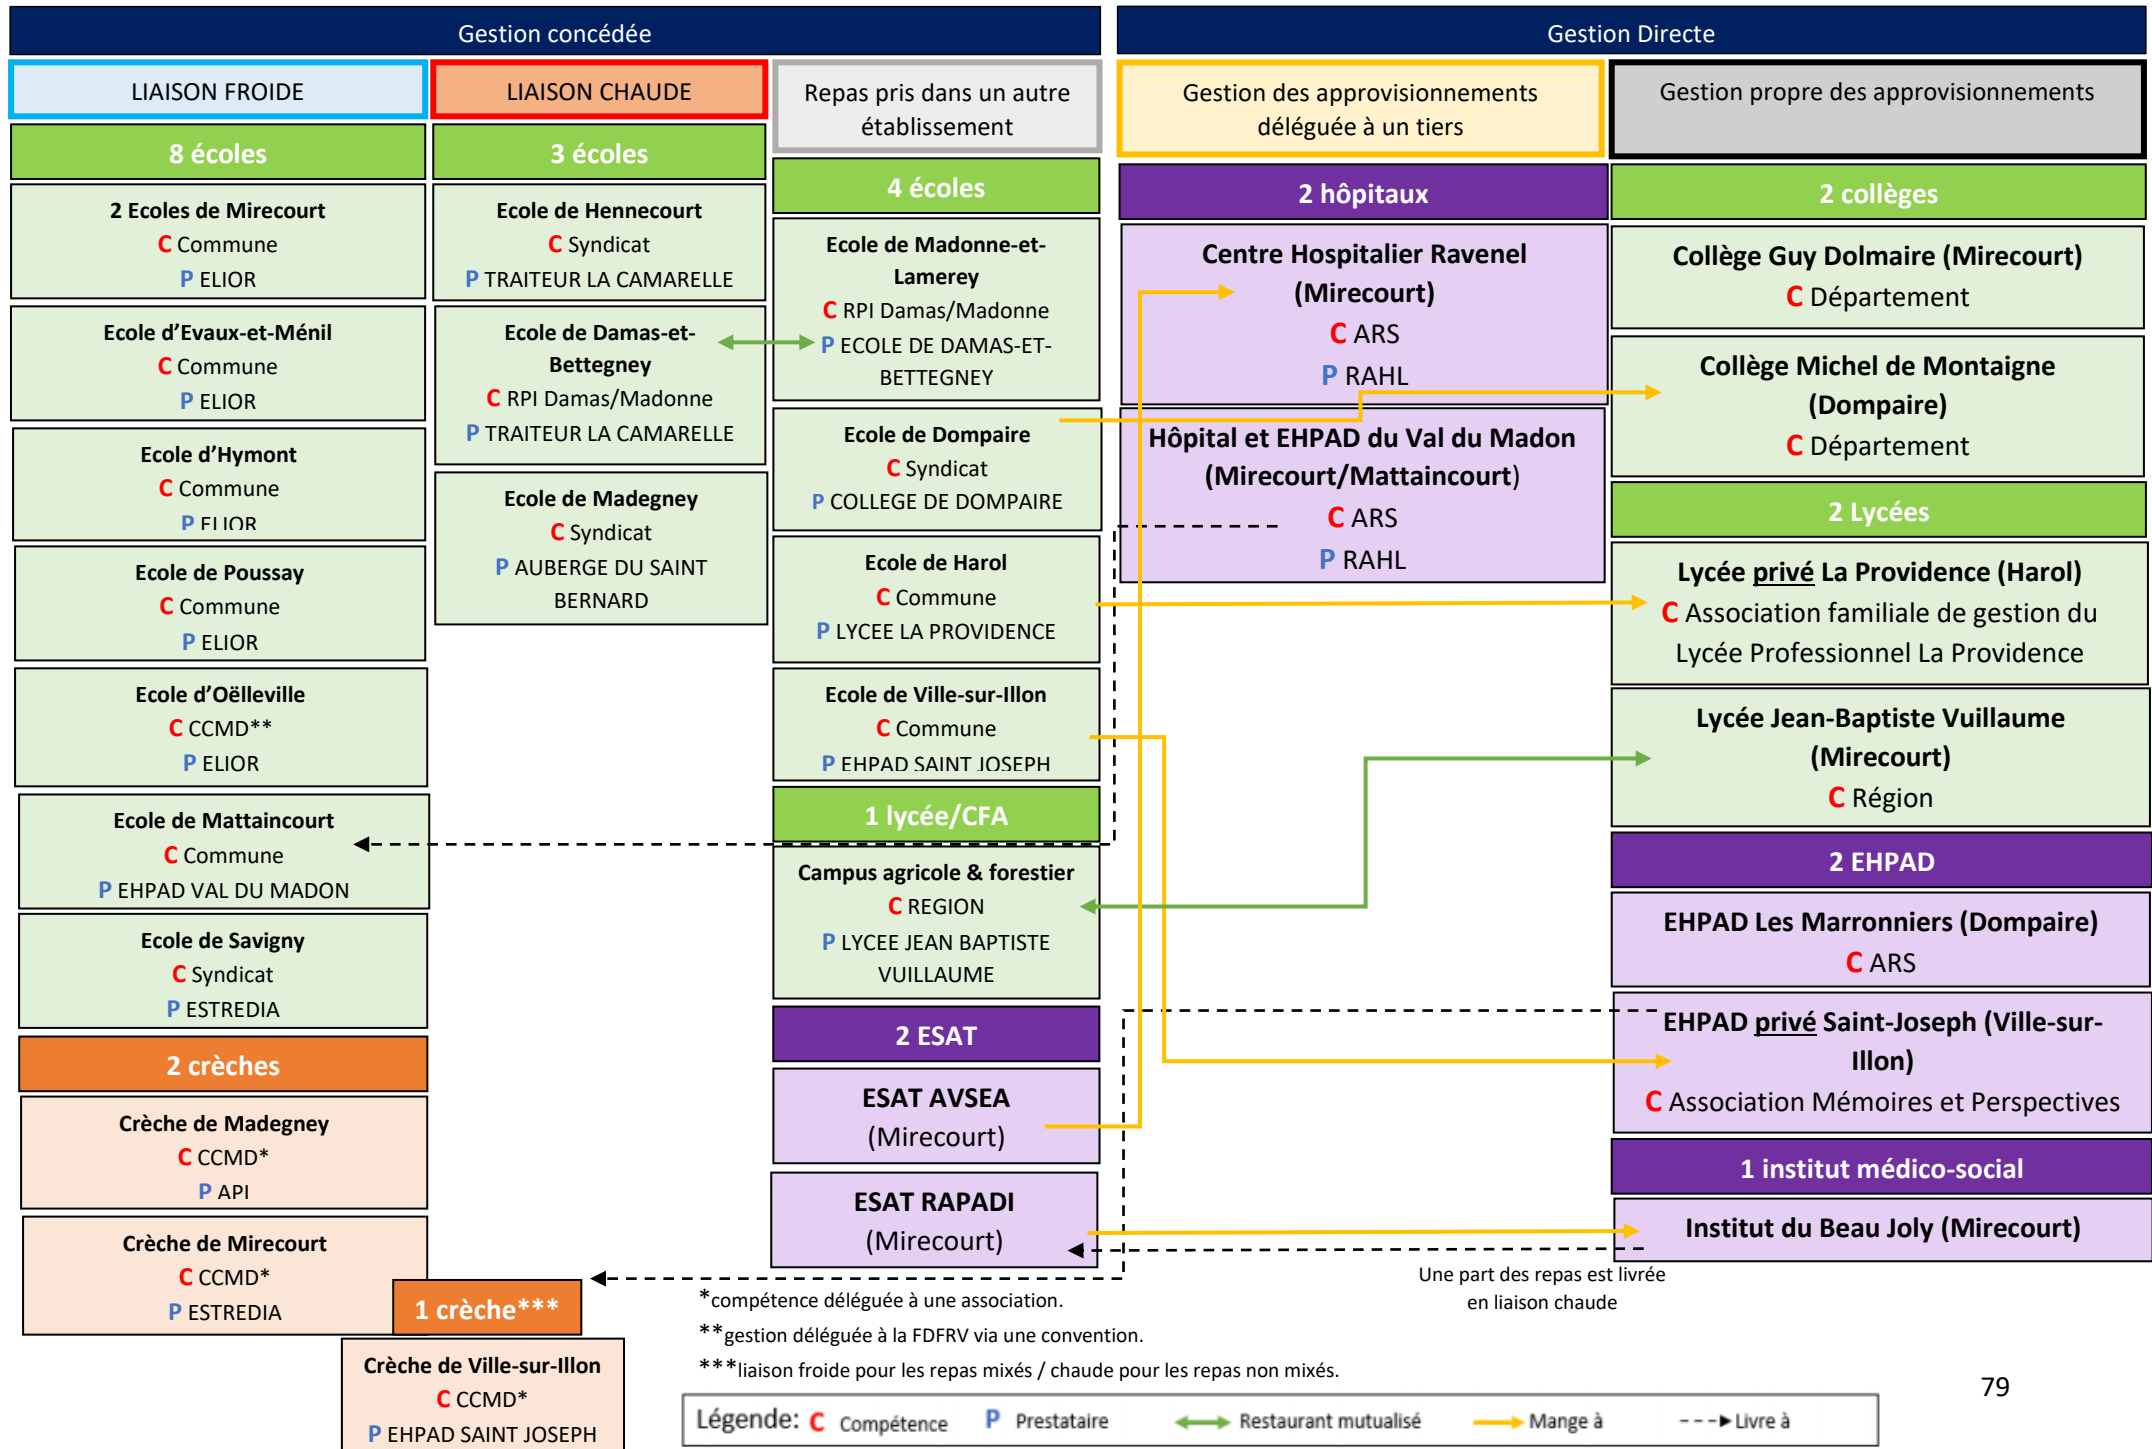 Gestion concédée
LIAISON FROIDE
8 écoles
2 Ecoles de Mirecourt
C Commune
P ELIOR
Ecole d'Evaux-et-Ménil
C Commune
P ELIOR
Ecole d'Hymont
C Commune
P ELIOR
Ecole de Poussay
C Commune
P ELIOR
Ecole d'Oëlleville
C CCMD**
P ELIOR
Ecole de Mattaincourt
C Commune
P EHPAD VAL DU MADON
Ecole de Savigny
C Syndicat
P ESTREDIA
2 crèches
Crèche de Madegney
C CCMD*
P API
Crèche de Mirecourt
C CCMD*
P ESTREDIA
1 crèche***
Crèche de Ville-sur-Illon
C CCMD*
P EHPAD SAINT JOSEPH
LIAISON CHAUDE
3 écoles
Ecole de Hennecourt
C Syndicat
P TRAITEUR LA CAMARELLE
Ecole de Damas-et-
Bettegney
C RPI Damas/Madonne
P TRAITEUR LA CAMARELLE
Ecole de Madegney
C Syndicat
P AUBERGE DU SAINT
BERNARD
Repas pris dans un autre
établissement
4 écoles
Ecole de Madonne-et-
Lamerey
C RPI Damas/Madonne
P ECOLE DE DAMAS-ET-
BETTEGNEY
Ecole de Dompaire
C Syndicat
P COLLEGE DE DOMPAIRE
Ecole de Harol
C Commune
P LYCEE LA PROVIDENCE
Ecole de Ville-sur-Illon
C Commune
P EHPAD SAINT JOSEPH
1 lycée/CFA
Campus agricole & forestier
C REGION
P LYCEE JEAN BAPTISTE
VUILLAUME
2 ESAT
ESAT AVSEA
(Mirecourt)
ESAT RAPADI
(Mirecourt)
Gestion Directe
Gestion des approvisionnements
déléguée à un tiers
2 hôpitaux
Centre Hospitalier Ravenel
(Mirecourt)
C ARS
P RAHL
Hôpital et EHPAD du Val du Madon
(Mirecourt/Mattaincourt)
C ARS
P RAHL
Gestion propre des approvisionnements
2 collèges
Collège Guy Dolmaire (Mirecourt)
C Département
Collège Michel de Montaigne
(Dompaire)
C Département
2 Lycées
Lycée privé La Providence (Harol)
C Association familiale de gestion du
Lycée Professionnel La Providence
Lycée Jean-Baptiste Vuillaume
(Mirecourt)
C Région
2 EHPAD
EHPAD Les Marronniers (Dompaire)
C ARS
EHPAD privé Saint-Joseph (Ville-sur-
Illon)
C Association Mémoires et Perspectives
1 institut médico-social
Institut du Beau Joly (Mirecourt)
Une part des repas est livrée
en liaison chaude
*compétence déléguée à une association.
**gestion déléguée à la FDFRV via une convention.
***liaison froide pour les repas mixés / chaude pour les repas non mixés.
Légende: C Compétence P Prestataire Restaurant mutualisé Mange à Livre à
79